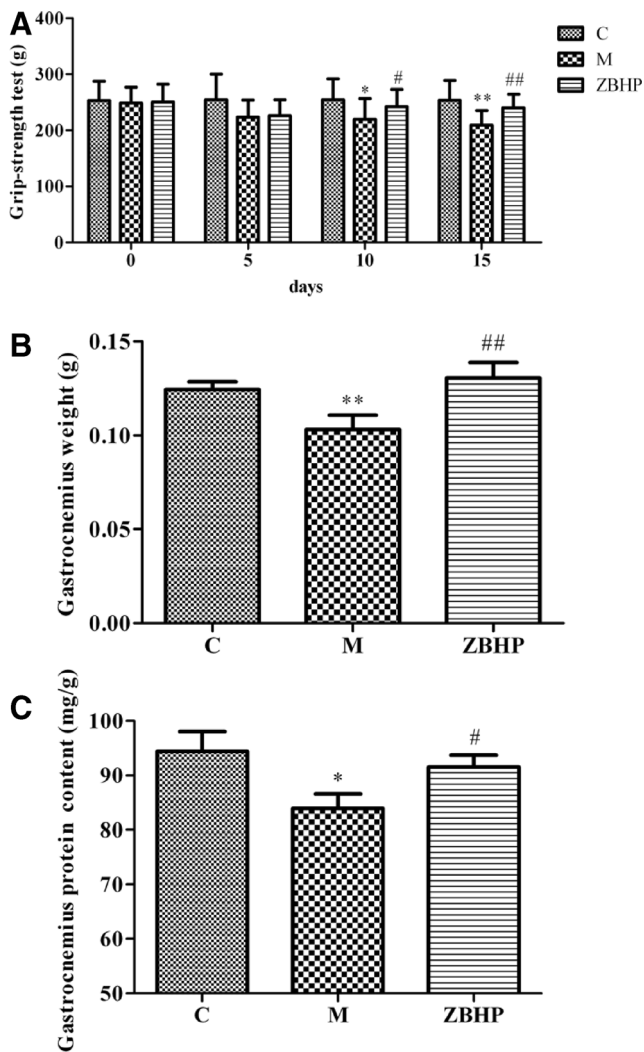 A
Grip-strength test (g)
400
300
200
100
0
* # ** ##
0 5 10 15
days
C
M
ZBHP
B
Gastrocnemius weight (g)
0.15
0.10
0.05
0.00
** ##
C M ZBHP
C
Gastrocnemius protein content (mg/g)
100
90
80
70
60
50
* #
C M ZBHP